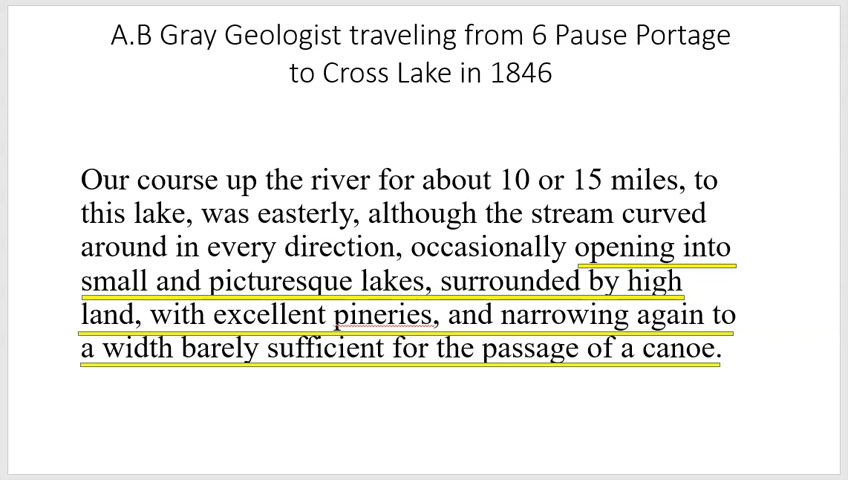 A.B Gray Geologist traveling from 6 Pause Portage
to Cross Lake in 1846
Our course up the river for about 10 or 15 miles, to
this lake, was easterly, although the stream curved
around in every direction, occasionally opening into
small and picturesque lakes, surrounded by high
land, with excellent pineries, and narrowing again to
a width barely sufficient for the passage of a canoe.